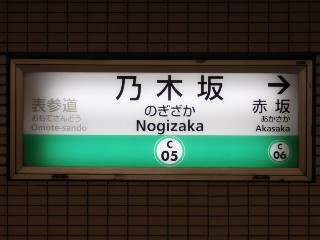 乃木坂
のぎざか
Nogizaka
C
05
表参道
おもてさんどう
Omote-sando
→
赤坂
あかさか
Akasaka
C
06